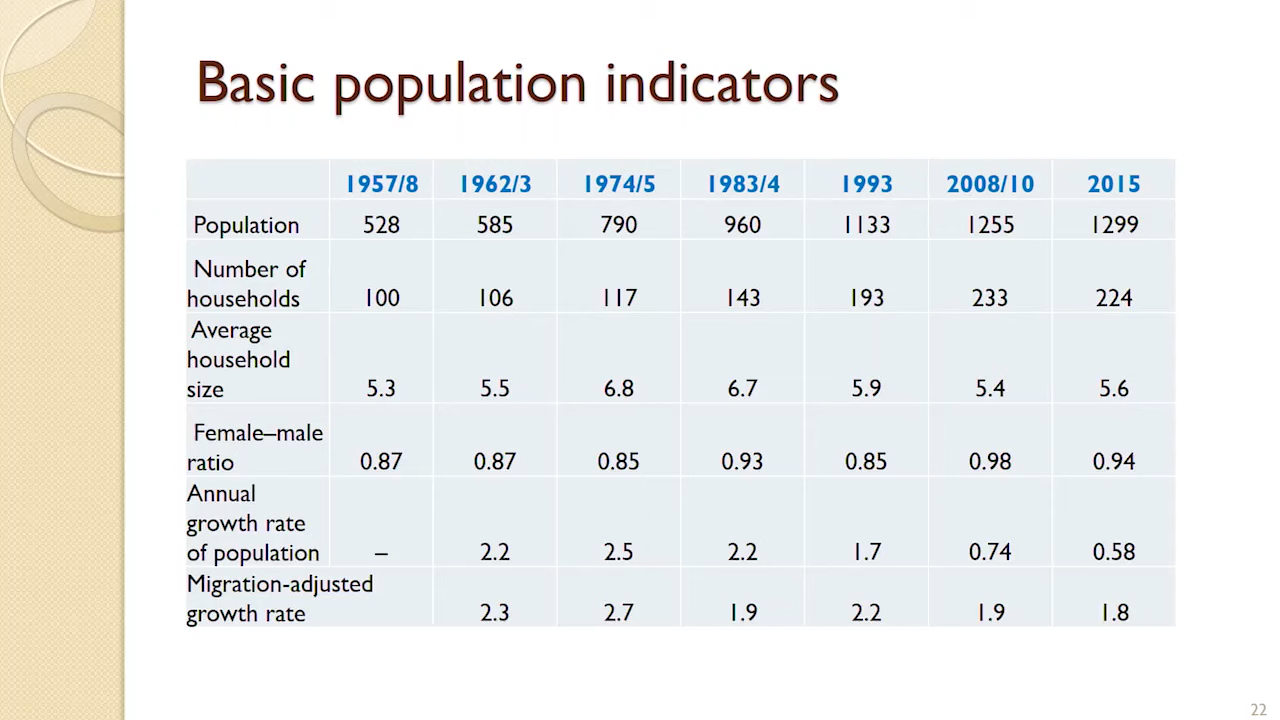 Basic population indicators
1957/8 1962/3 1974/5 1983/4 1993 2008/10 2015
Population 528 585 790 960 1133 1255 1299
Number of
households 100 106 117 143 193 233 224
Average
household
size 5.3 5.5 6.8 6.7 5.9 5.4 5.6
Female–male
ratio 0.87 0.87 0.85 0.93 0.85 0.98 0.94
Annual
growth rate
of population – 2.2 2.5 2.2 1.7 0.74 0.58
Migration-adjusted
growth rate 2.3 2.7 1.9 2.2 1.9 1.8
22